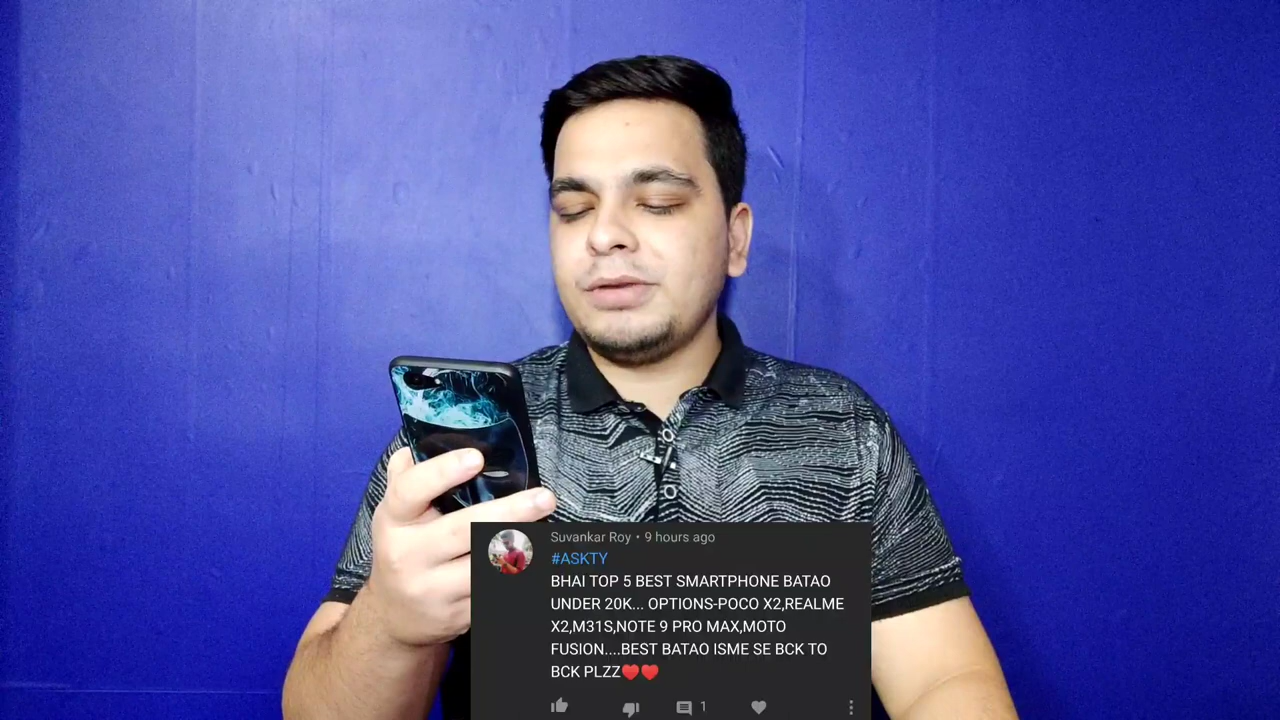 Suvankar Roy • 9 hours ago
#ASKTY
BHAI TOP 5 BEST SMARTPHONE BATAO
UNDER 20K... OPTIONS-POCO X2,REALME
X2,M31S,NOTE 9 PRO MAX,MOTO
FUSION....BEST BATAO ISME SE BCK TO
BCK PLZZ♥️♥️
1